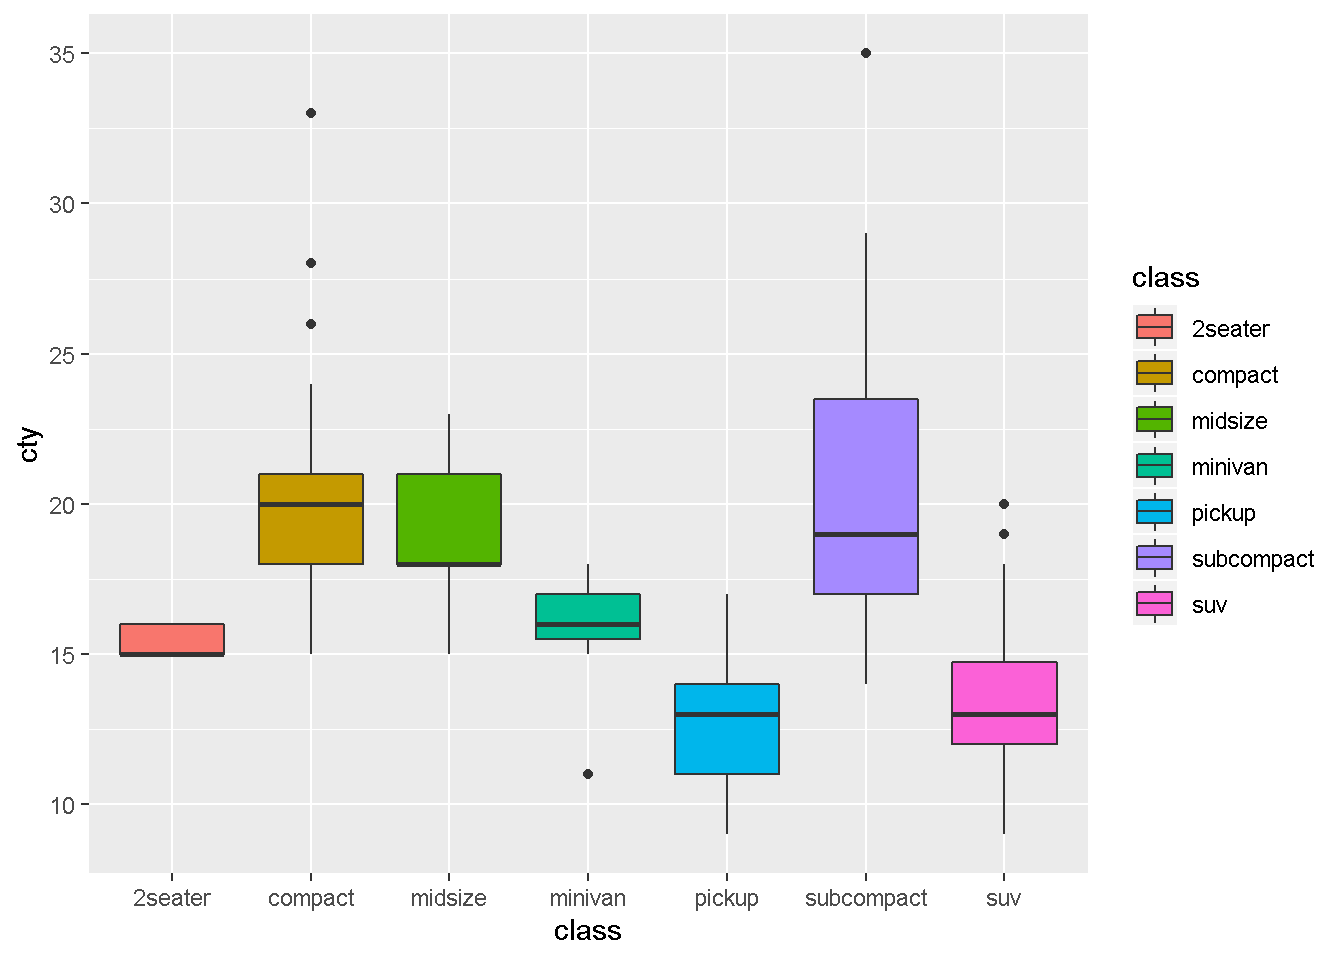 35
30
25
20
15
10
cty
2seater
compact
midsize
minivan
pickup
subcompact
suv
class
class
2seater
compact
midsize
minivan
pickup
subcompact
suv